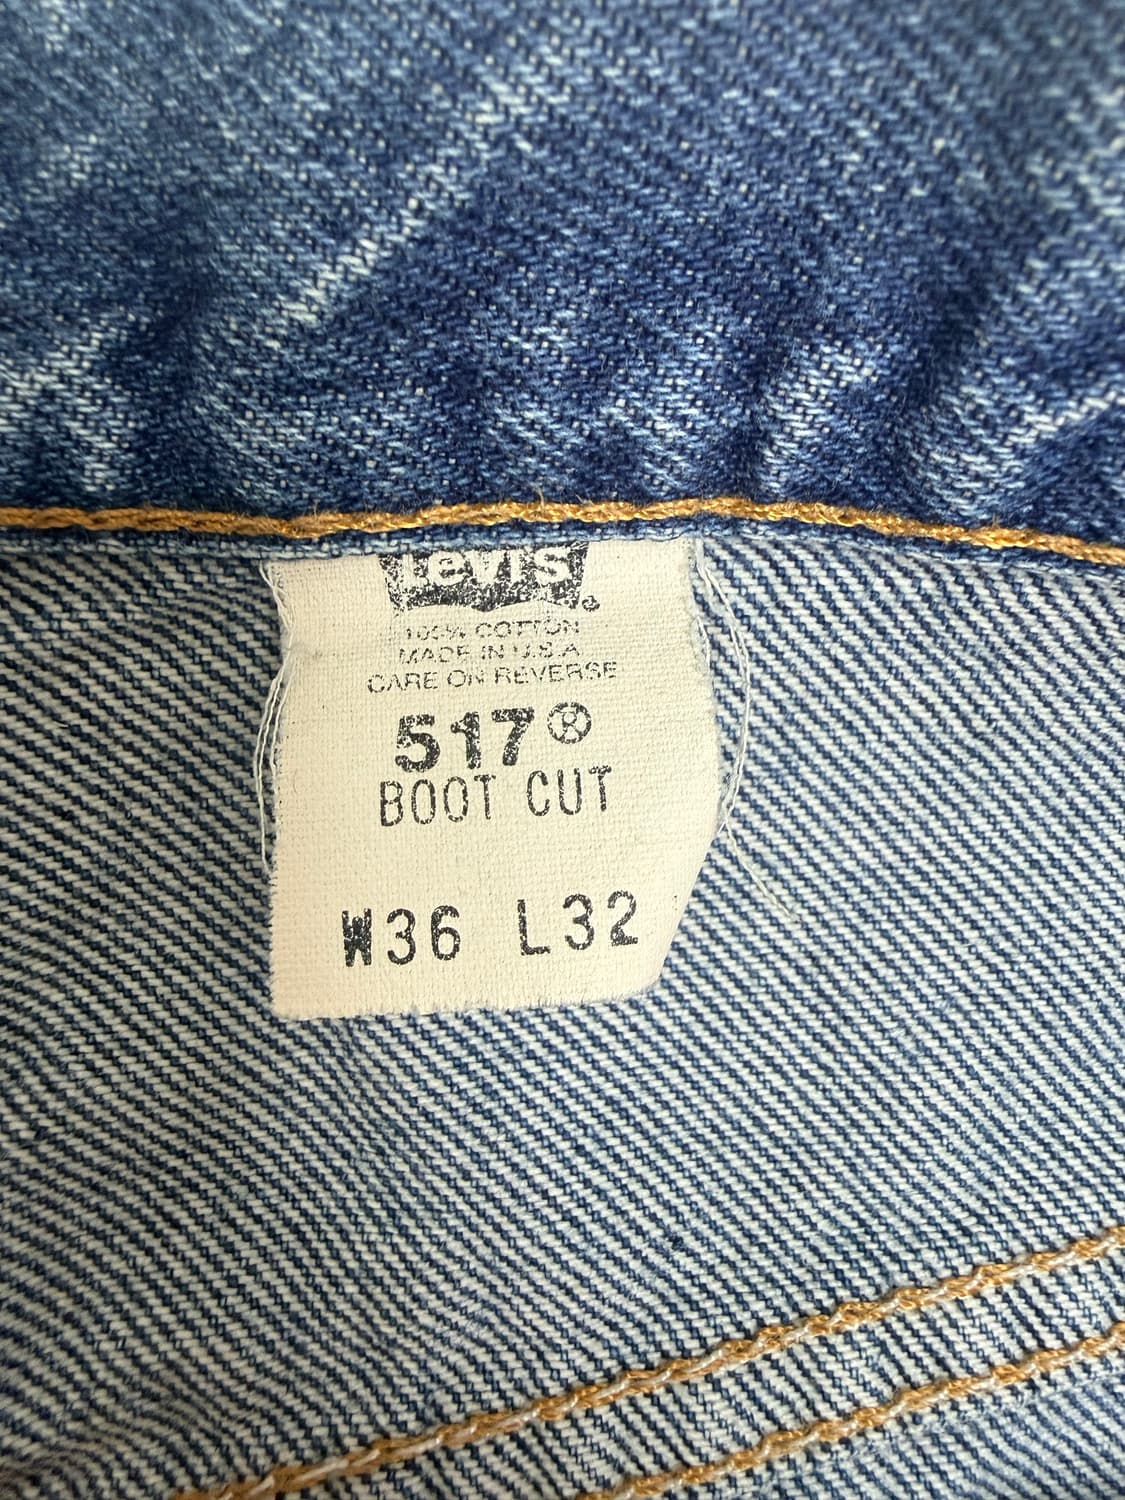 Levi's®
100% COTTON
MADE IN U.S.A
CARE ON REVERSE
517®
BOOT CUT
W36 L32